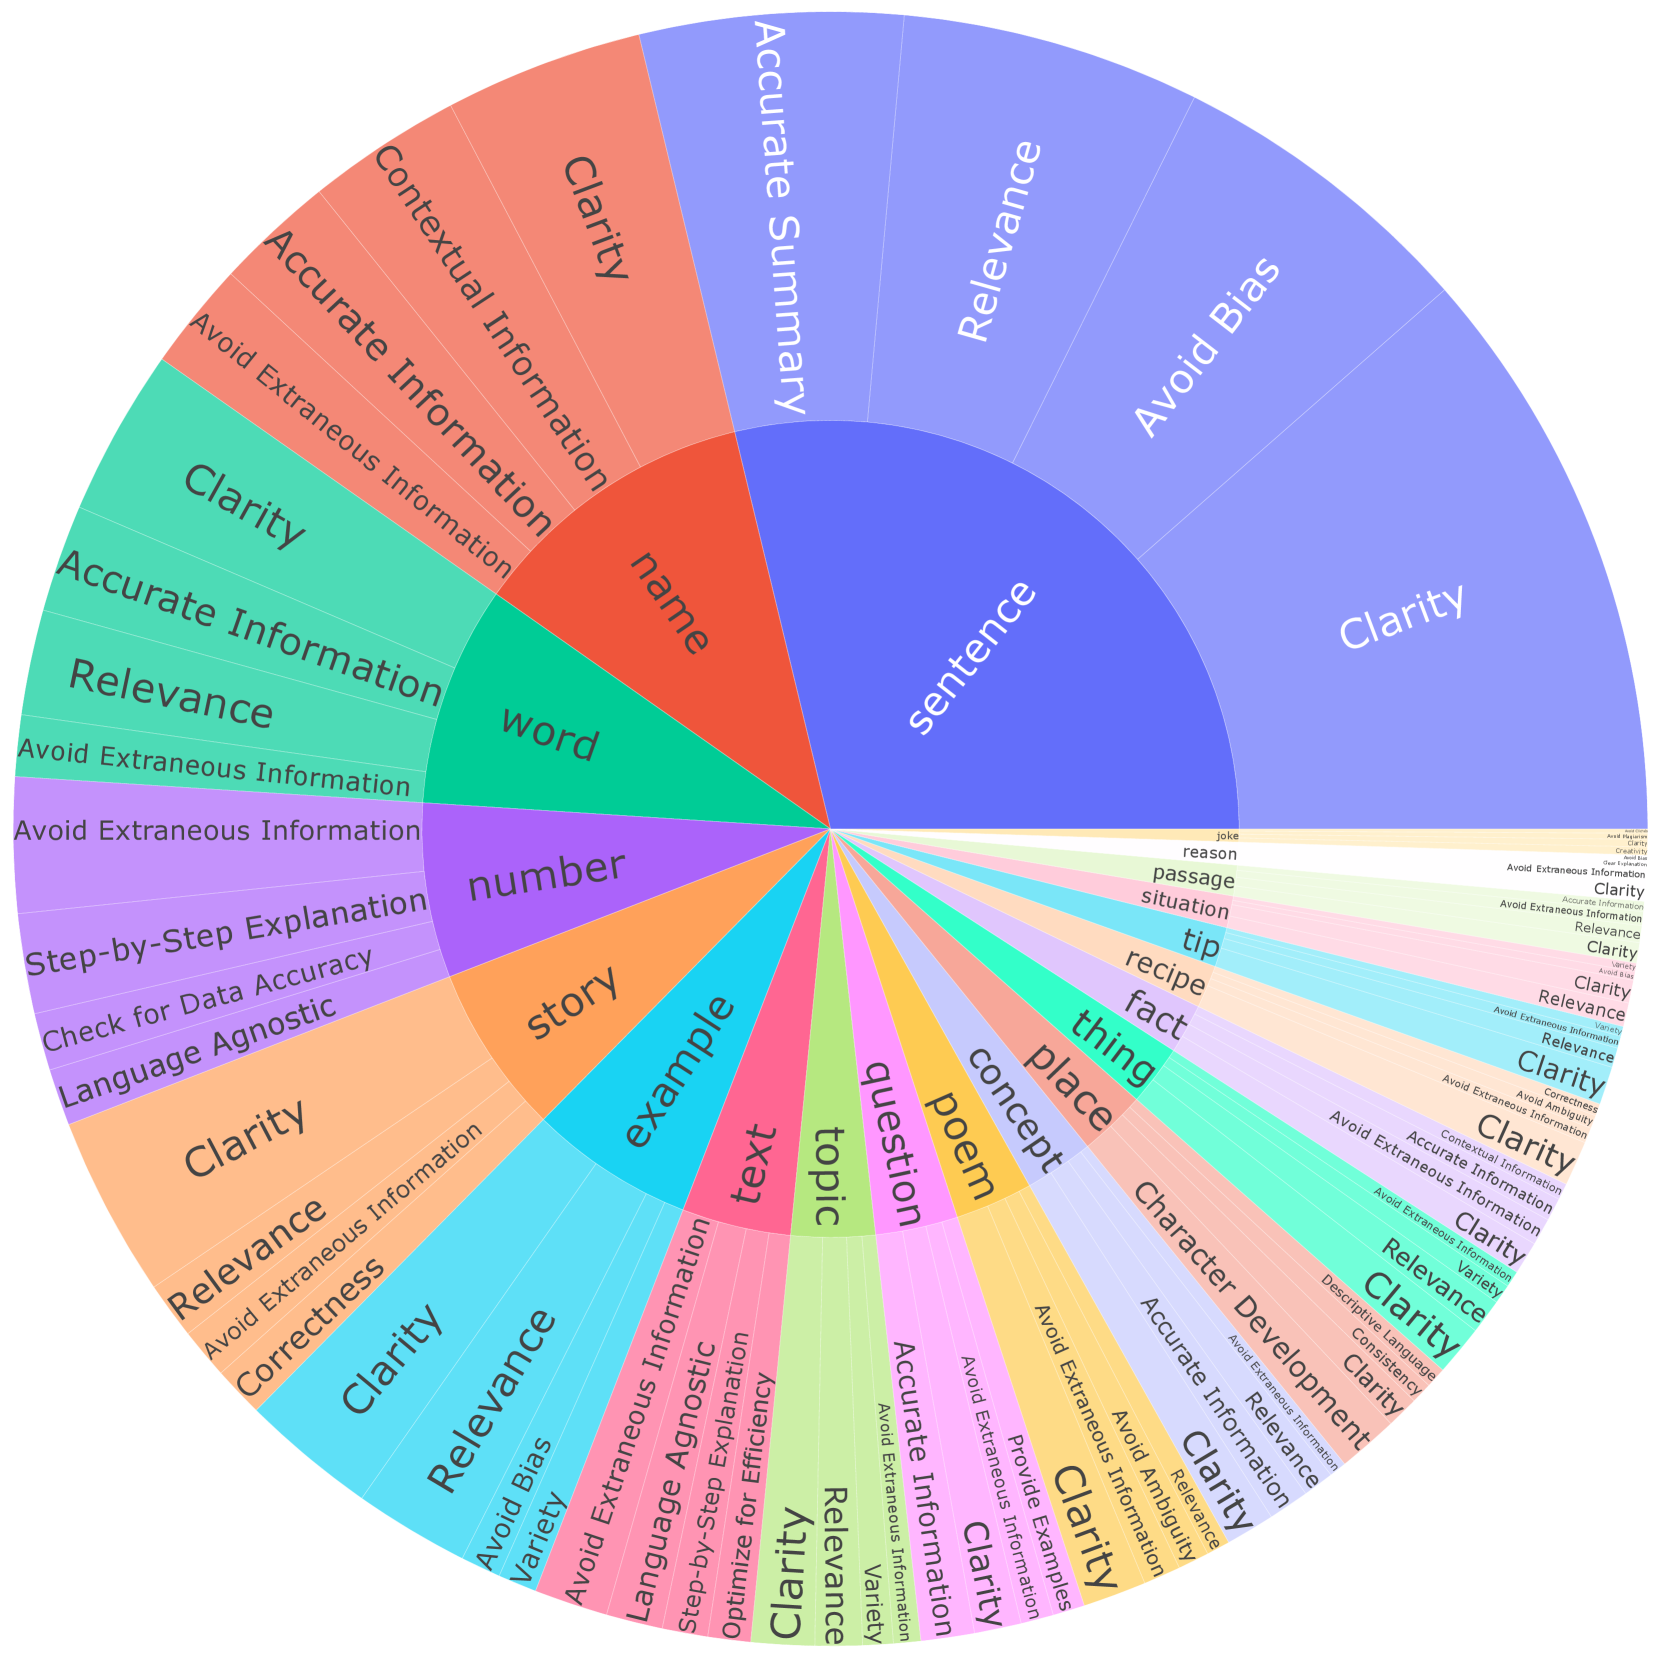 sentence
Clarity
Avoid Bias
Relevance
Accurate Summary
name
Clarity
Contextual Information
Accurate Information
Avoid Extraneous Information
word
Clarity
Accurate Information
Relevance
Avoid Extraneous Information
number
Avoid Extraneous Information
Step-by-Step Explanation
Check for Data Accuracy
Language Agnostic
story
Clarity
Relevance
Avoid Extraneous Information
Correctness
example
Clarity
Relevance
Avoid Bias
Variety
text
Avoid Extraneous Information
Language Agnostic
Step-by-Step Explanation
Optimize for Efficiency
topic
Clarity
Relevance
Variety
Avoid Extraneous Information
question
Accurate Information
Clarity
Avoid Extraneous Information
Provide Examples
poem
Clarity
Avoid Extraneous Information
Avoid Ambiguity
Relevance
concept
Clarity
Accurate Information
Relevance
Avoid Extraneous Information
place
Character Development
Clarity
Consistency
Descriptive Language
thing
Clarity
Relevance
Variety
Avoid Extraneous Information
fact
Clarity
Avoid Extraneous Information
Accurate Information
Contextual Information
recipe
Clarity
Avoid Extraneous Information
Avoid Ambiguity
Correctness
tip
Clarity
Relevance
Avoid Extraneous Information
Variety
situation
Relevance
Clarity
Avoid Bias
Variety
passage
Clarity
Relevance
Avoid Extraneous Information
Accurate Information
reason
Clarity
Avoid Extraneous Information
Clear Explanation
Avoid Bias
joke
Creativity
Clarity
Avoid Plagiarism